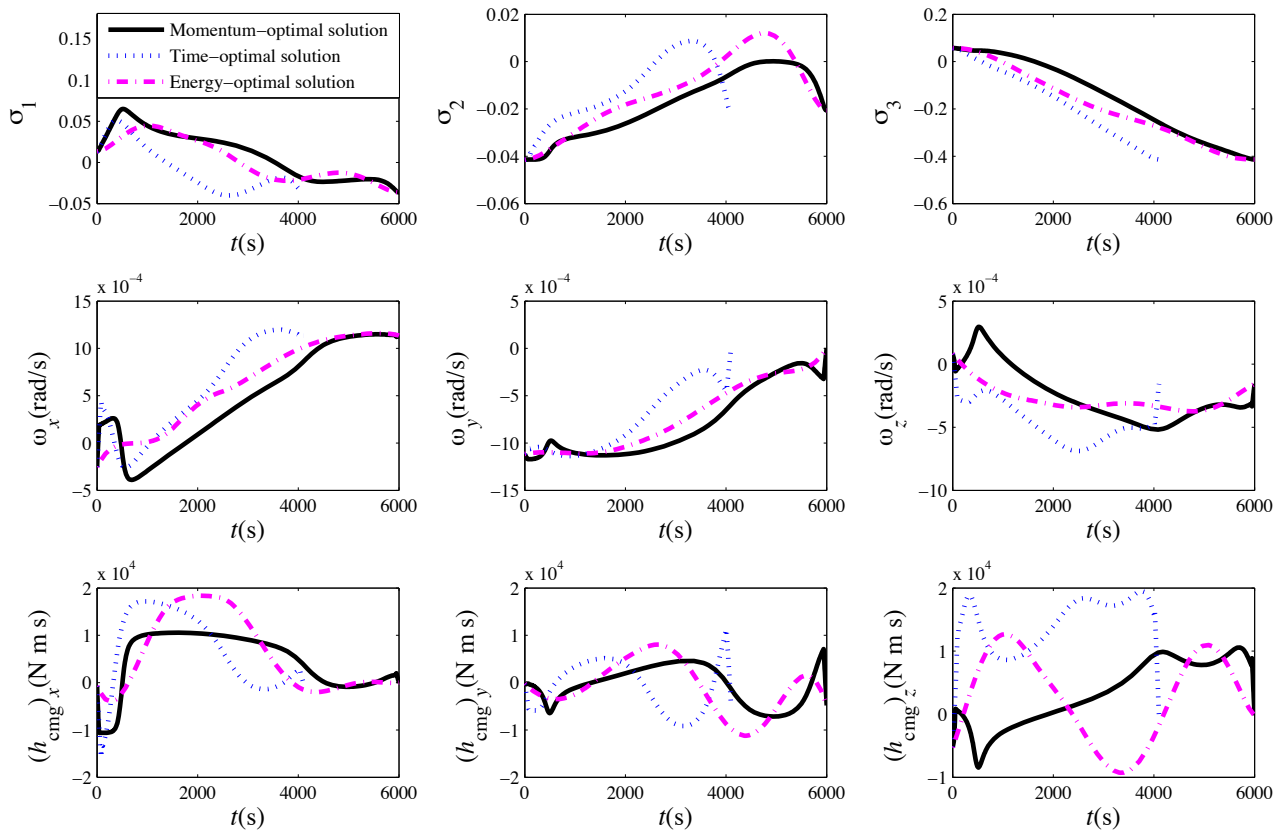 Momentum−optimal solution
Time−optimal solution
Energy−optimal solution
0.15
0.1
0.05
0
−0.05
σ1
0 2000 4000 6000
t(s)
0.02
0
−0.02
−0.04
−0.06
σ2
0 2000 4000 6000
t(s)
0.2
0
−0.2
−0.4
−0.6
σ3
0 2000 4000 6000
t(s)
x 10−4
15
10
5
0
−5
ωx(rad/s)
0 2000 4000 6000
t(s)
x 10−4
5
0
−5
−10
−15
ωy(rad/s)
0 2000 4000 6000
t(s)
x 10−4
5
0
−5
−10
ωz(rad/s)
0 2000 4000 6000
t(s)
x 104
2
1
0
−1
−2
(hcmg)x(N m s)
0 2000 4000 6000
t(s)
x 104
2
1
0
−1
−2
(hcmg)y(N m s)
0 2000 4000 6000
t(s)
x 104
2
1
0
−1
(hcmg)z(N m s)
0 2000 4000 6000
t(s)